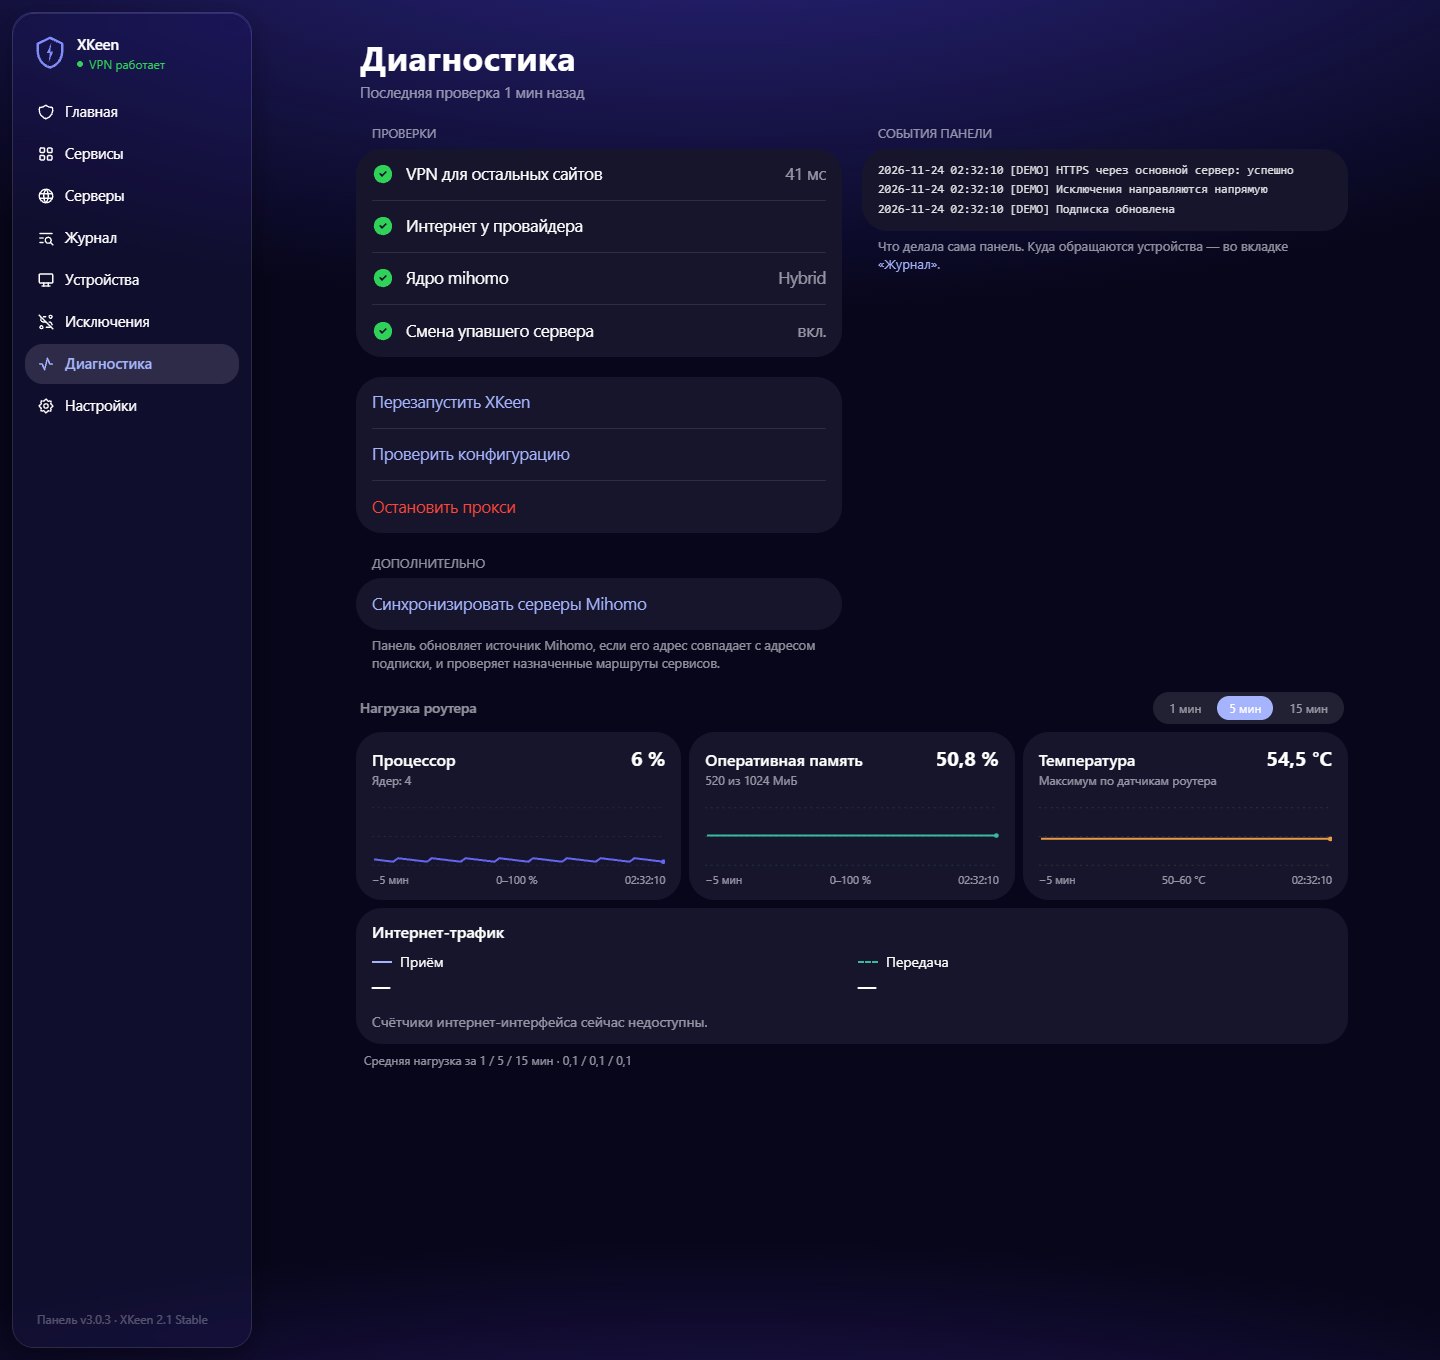 XKeen
VPN работает
Главная
Сервисы
Серверы
Журнал
Устройства
Исключения
Диагностика
Настройки
Панель v3.0.3 · XKeen 2.1 Stable
Диагностика
Последняя проверка 1 мин назад
ПРОВЕРКИ
VPN для остальных сайтов 41 мс
Интернет у провайдера
Ядро mihomo Hybrid
Смена упавшего сервера вкл.
Перезапустить XKeen
Проверить конфигурацию
Остановить прокси
ДОПОЛНИТЕЛЬНО
Синхронизировать серверы Mihomo
Панель обновляет источник Mihomo, если его адрес совпадает с адресом
подписки, и проверяет назначенные маршруты сервисов.
СОБЫТИЯ ПАНЕЛИ
2026-11-24 02:32:10 [DEMO] HTTPS через основной сервер: успешно
2026-11-24 02:32:10 [DEMO] Исключения направляются напрямую
2026-11-24 02:32:10 [DEMO] Подписка обновлена
Что делала сама панель. Куда обращаются устройства — во вкладке
«Журнал».
Нагрузка роутера
1 мин 5 мин 15 мин
Процессор 6 %
Ядер: 4
−5 мин 0–100 % 02:32:10
Оперативная память 50,8 %
520 из 1024 МиБ
−5 мин 0–100 % 02:32:10
Температура 54,5 °C
Максимум по датчикам роутера
−5 мин 50–60 °C 02:32:10
Интернет-трафик
Приём
—
Передача
—
Счётчики интернет-интерфейса сейчас недоступны.
Средняя нагрузка за 1 / 5 / 15 мин · 0,1 / 0,1 / 0,1